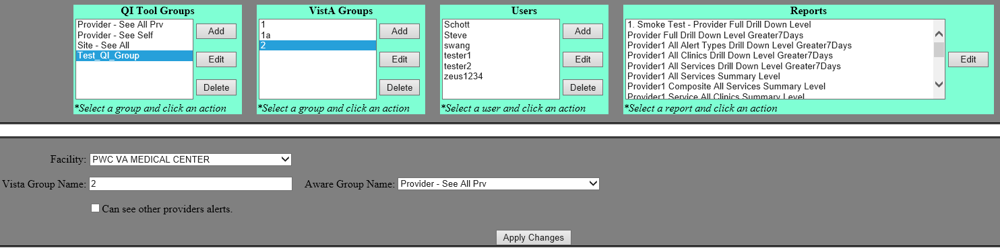 QI Tool Groups
Provider - See All Prv
Provider - See Self
Site - See All
Test_QI_Group
Add
Edit
Delete
*Select a group and click an action
VistA Groups
1
1a
2
Add
Edit
Delete
*Select a group and click an action
Users
Schott
Steve
swang
tester1
tester2
zeus1234
Add
Edit
Delete
*Select a user and click an action
Reports
1. Smoke Test - Provider Full Drill Down Level
Provider Full Drill Down Level Greater7Days
Provider1 All Alert Types Drill Down Level Greater7Days
Provider1 All Clinics Drill Down Level Greater7Days
Provider1 All Services Drill Down Level Greater7Days
Provider1 All Services Summary Level
Provider1 Composite All Services Summary Level
Provider1 Service All Clinics Summary Level
Edit
*Select a report and click an action
Facility: PWC VA MEDICAL CENTER
Vista Group Name: 2 Aware Group Name: Provider - See All Prv
Can see other providers alerts.
Apply Changes